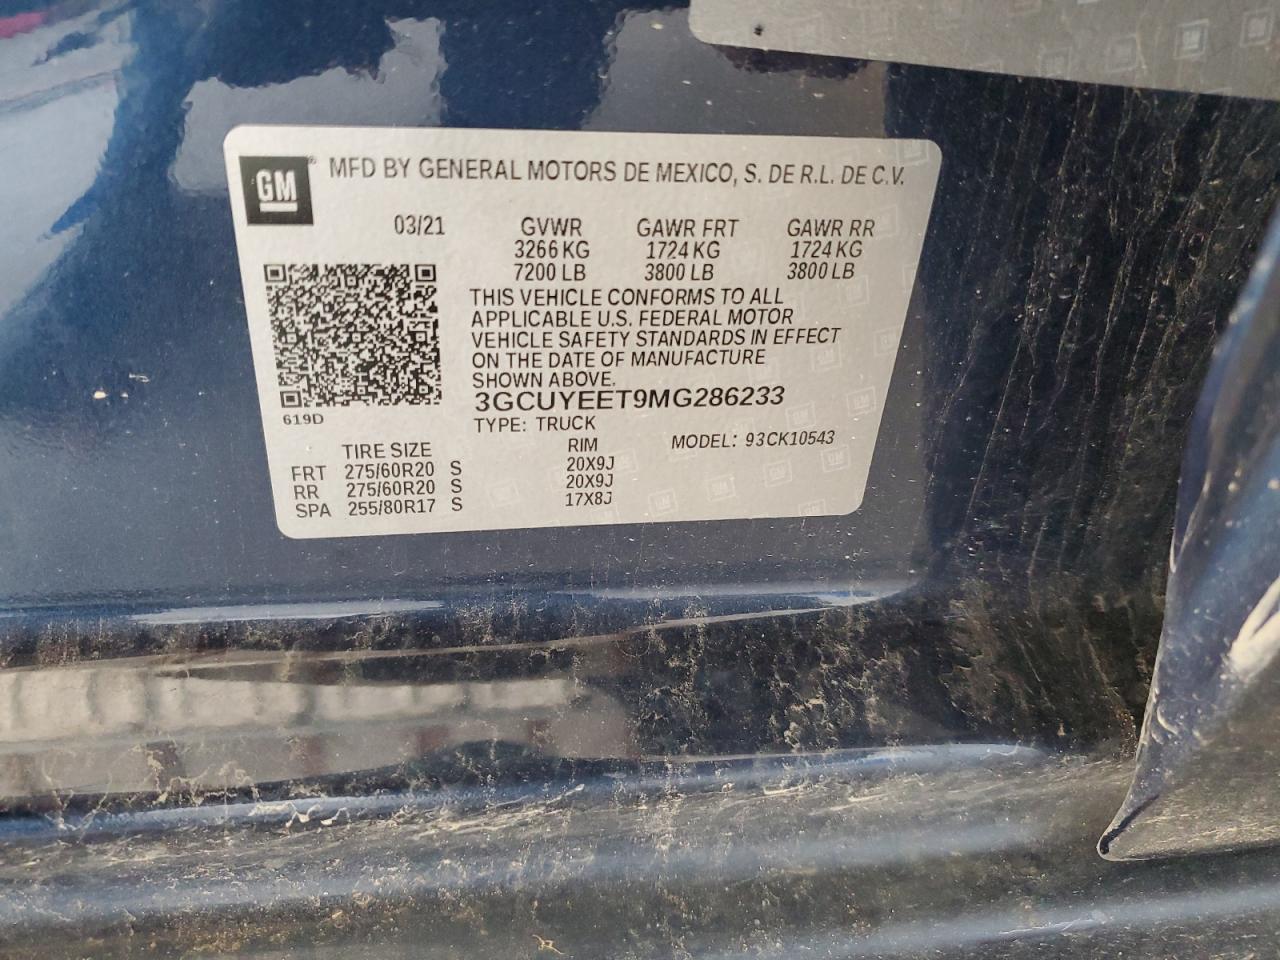 GM® MFD BY GENERAL MOTORS DE MEXICO, S. DE R.L. DE C.V.
03/21 GVWR GAWR FRT GAWR RR
3266 KG 1724 KG 1724 KG
7200 LB 3800 LB 3800 LB
THIS VEHICLE CONFORMS TO ALL
APPLICABLE U.S. FEDERAL MOTOR
VEHICLE SAFETY STANDARDS IN EFFECT
ON THE DATE OF MANUFACTURE
SHOWN ABOVE.
3GCUYEET9MG286233
619D
TYPE: TRUCK
TIRE SIZE RIM MODEL: 93CK10543
FRT 275/60R20 S 20X9J
RR 275/60R20 S 20X9J
SPA 255/80R17 S 17X8J